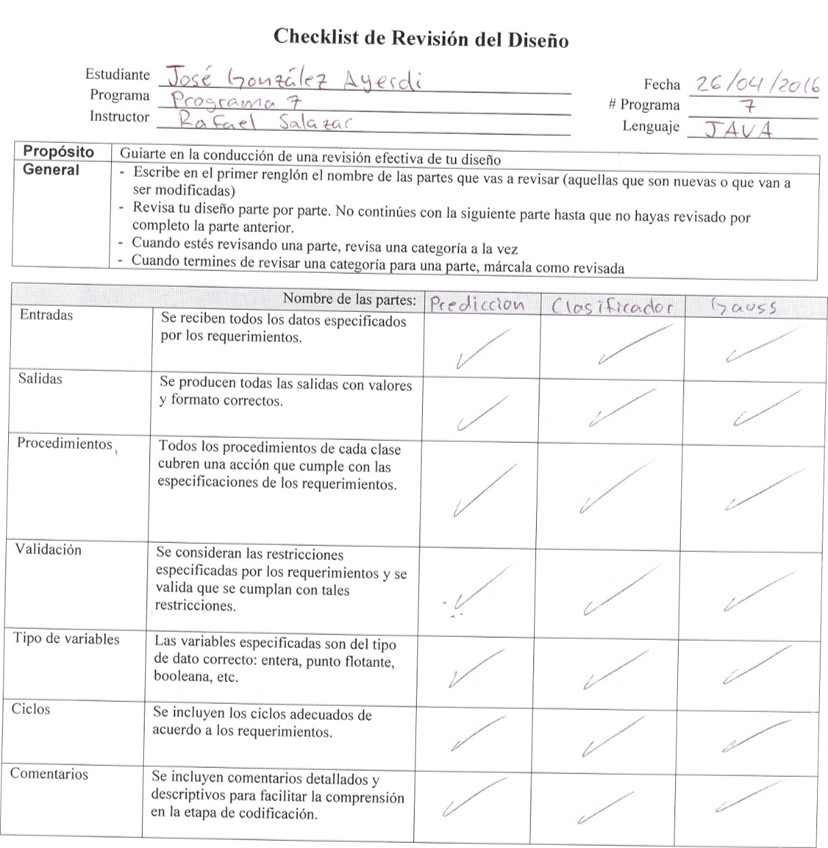 Checklist de Revisión del Diseño
Estudiante José González Ayerdi
Fecha 26/04/2016
Programa Programa 7
# Programa 7
Instructor Rafael Salazar
Lenguaje JAVA
Propósito Guiarte en la conducción de una revisión efectiva de tu diseño
General - Escribe en el primer renglón el nombre de las partes que vas a revisar (aquellas que son nuevas o que van a
ser modificadas)
- Revisa tu diseño parte por parte. No continúes con la siguiente parte hasta que no hayas revisado por
completo la parte anterior.
- Cuando estés revisando una parte, revisa una categoría a la vez
- Cuando termines de revisar una categoría para una parte, márcala como revisada
Nombre de las partes: Prediccion Clasificador Gauss
Entradas Se reciben todos los datos especificados
por los requerimientos.
Salidas Se producen todas las salidas con valores
y formato correctos.
Procedimientos Todos los procedimientos de cada clase
cubren una acción que cumple con las
especificaciones de los requerimientos.
Validación Se consideran las restricciones
especificadas por los requerimientos y se
valida que se cumplan con tales
restricciones.
Tipo de variables Las variables especificadas son del tipo
de dato correcto: entera, punto flotante,
booleana, etc.
Ciclos Se incluyen los ciclos adecuados de
acuerdo a los requerimientos.
Comentarios Se incluyen comentarios detallados y
descriptivos para facilitar la comprensión
en la etapa de codificación.